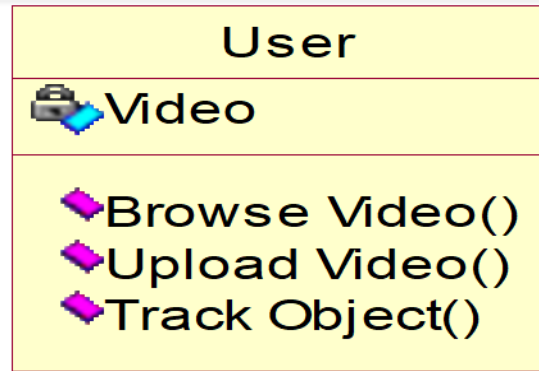 User
Video
Browse Video()
Upload Video()
Track Object()